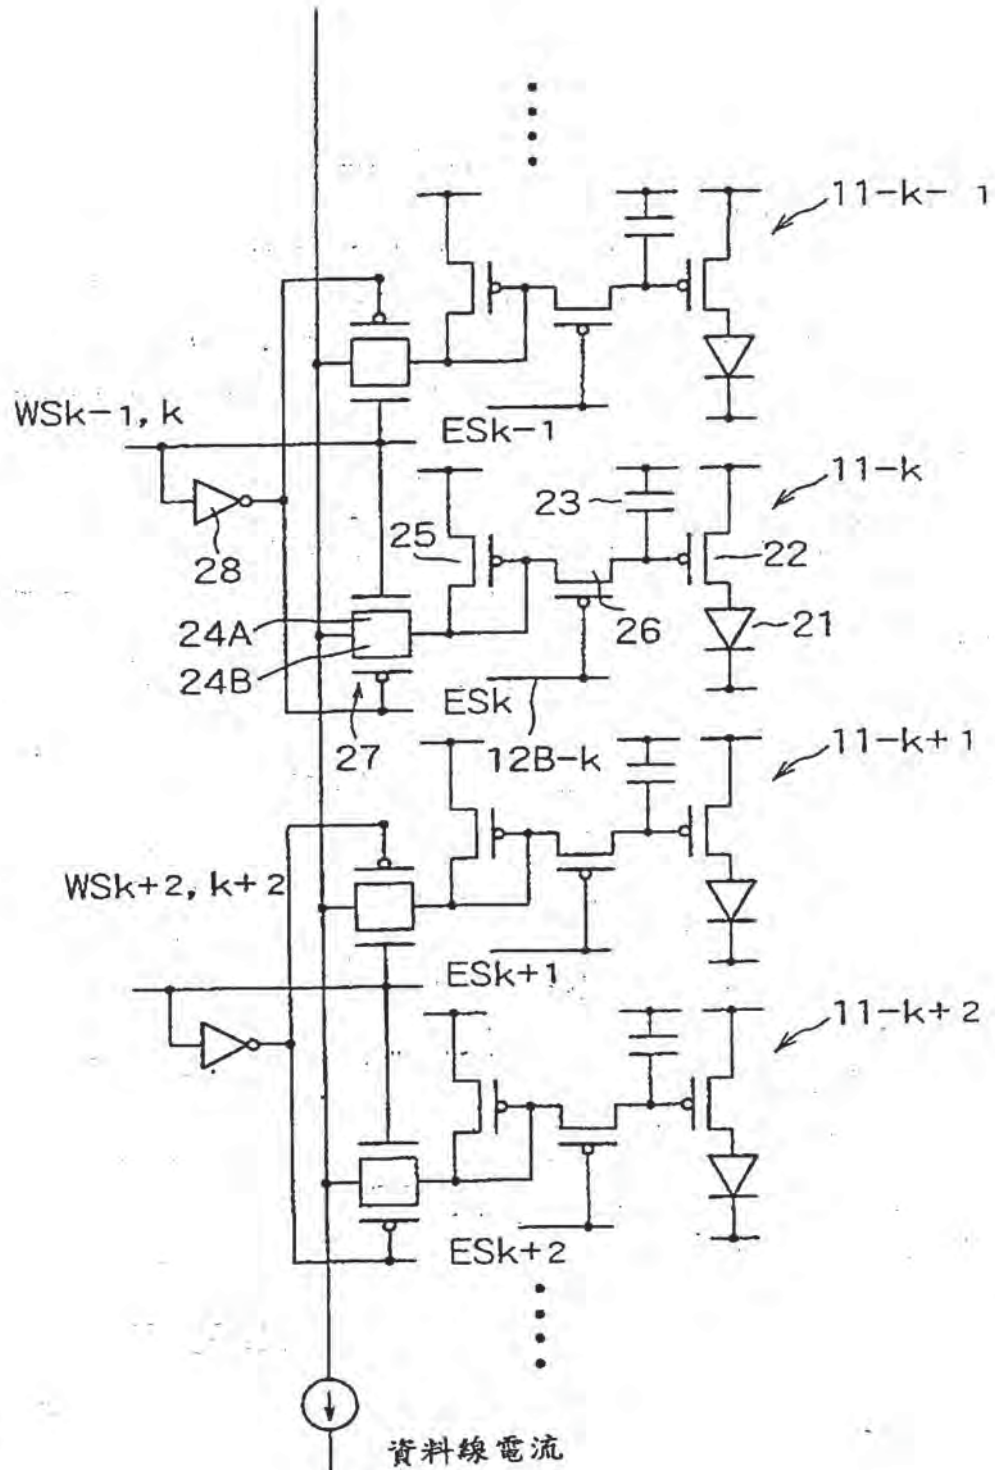 11-k-1
WSk-1, k
ESk-1
11-k
23
25
22
28
24A
26
21
24B
ESk
27
12B-k
11-k+1
WSk+2, k+2
ESk+1
11-k+2
ESk+2
資料線電流